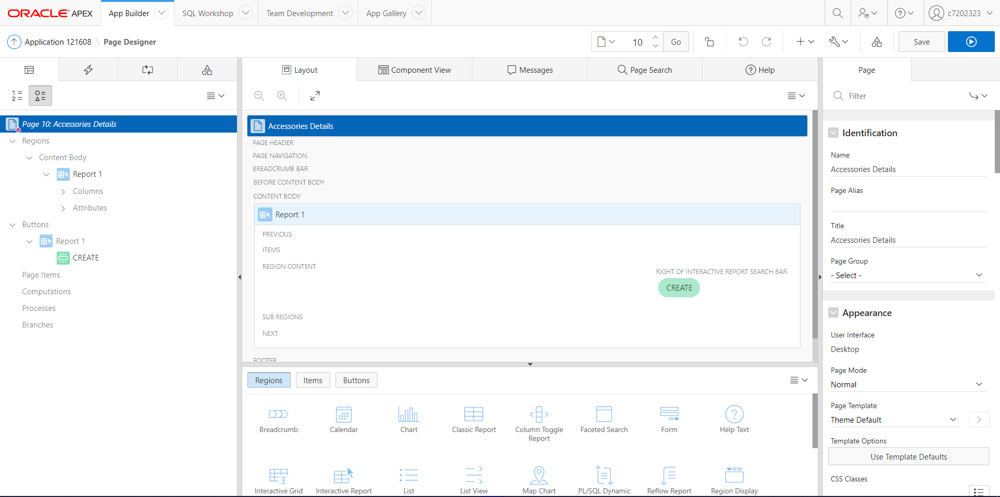 ORACLE APEX
App Builder
SQL Workshop
Team Development
App Gallery
c7202323
Application 121608 \ Page Designer
10
Go
Save
Layout
Component View
Messages
Page Search
Help
Page
Filter
Page 10: Accessories Details
Regions
Content Body
Report 1
Columns
Attributes
Buttons
Report 1
CREATE
Page Items
Computations
Processes
Branches
Accessories Details
PAGE HEADER
PAGE NAVIGATION
BREADCRUMB BAR
BEFORE CONTENT BODY
CONTENT BODY
Report 1
PREVIOUS
ITEMS
REGION CONTENT
RIGHT OF INTERACTIVE REPORT SEARCH BAR
CREATE
SUB REGIONS
NEXT
FOOTER
Regions
Items
Buttons
Breadcrumb
Calendar
Chart
Classic Report
Column Toggle
Report
Faceted Search
Form
Help Text
Interactive Grid
Interactive Report
List
List View
Map Chart
PL/SQL Dynamic
Reflow Report
Region Display
Identification
Name
Accessories Details
Page Alias
Title
Accessories Details
Page Group
- Select -
Appearance
User Interface
Desktop
Page Mode
Normal
Page Template
Theme Default
Template Options
Use Template Defaults
CSS Classes